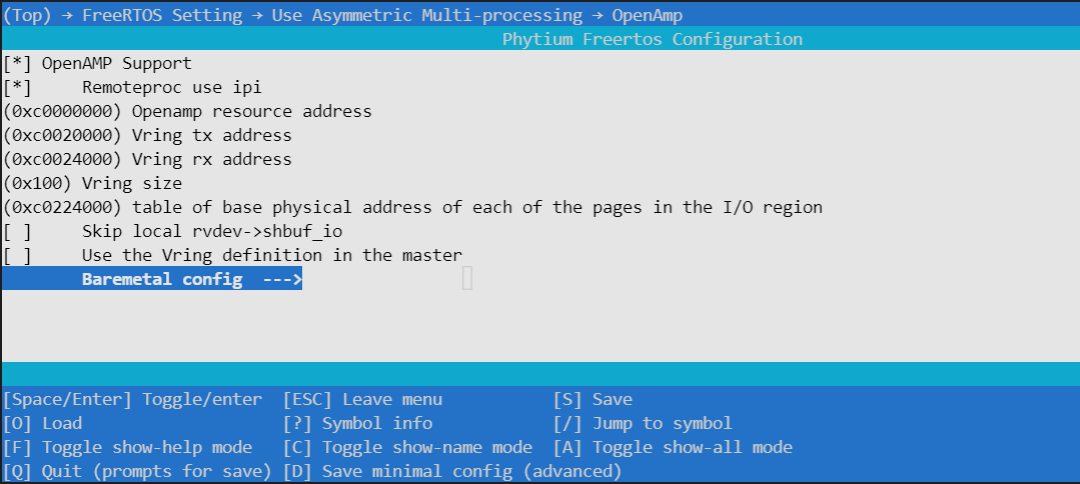 (Top) → FreeRTOS Setting → Use Asymmetric Multi-processing → OpenAmp
Phytium Freertos Configuration
[*] OpenAMP Support
[*]     Remoteproc use ipi
(0xc0000000) Openamp resource address
(0xc0020000) Vring tx address
(0xc0024000) Vring rx address
(0x100) Vring size
(0xc0224000) table of base physical address of each of the pages in the I/O region
[ ]     Skip local rvdev->shbuf_io
[ ]     Use the Vring definition in the master
Baremetal config  --->
[Space/Enter] Toggle/enter  [ESC] Leave menu           [S] Save
[O] Load                    [?] Symbol info            [/] Jump to symbol
[F] Toggle show-help mode   [C] Toggle show-name mode  [A] Toggle show-all mode
[Q] Quit (prompts for save) [D] Save minimal config (advanced)